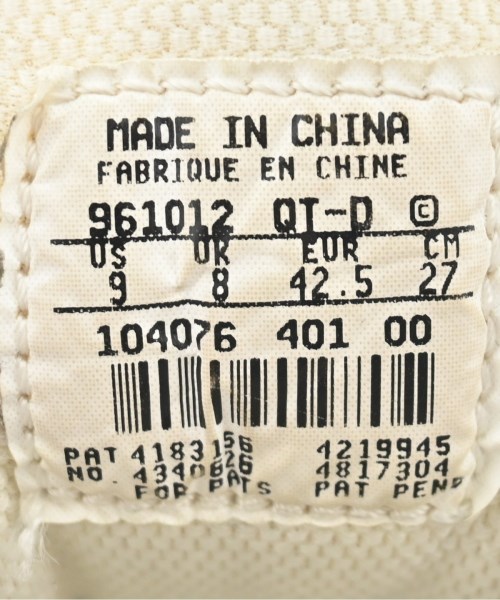 MADE IN CHINA
FABRIQUE EN CHINE
961012 QT-D ©
US UK EUR CM
9 8 42.5 27
104076 401 00
PAT 4183156 4219945
NO. 4340626 4817304
FOR PATS PAT PEND